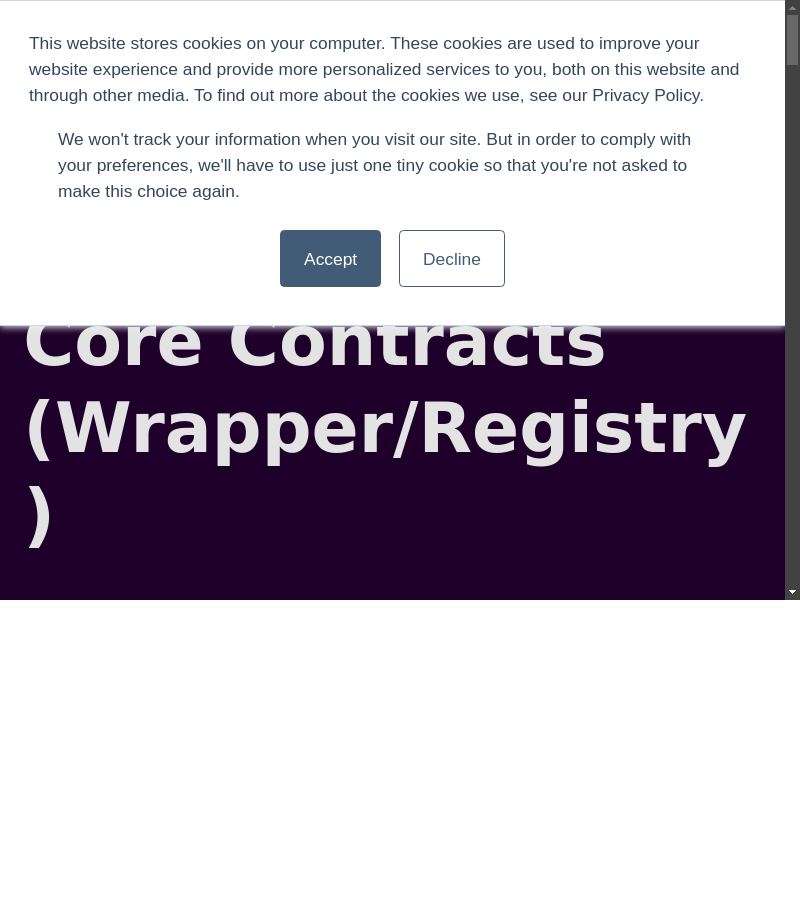 This website stores cookies on your computer. These cookies are used to improve your
website experience and provide more personalized services to you, both on this website and
through other media. To find out more about the cookies we use, see our Privacy Policy.
We won't track your information when you visit our site. But in order to comply with
your preferences, we'll have to use just one tiny cookie so that you're not asked to
make this choice again.
Accept Decline
Core Contracts
(Wrapper/Registry
)